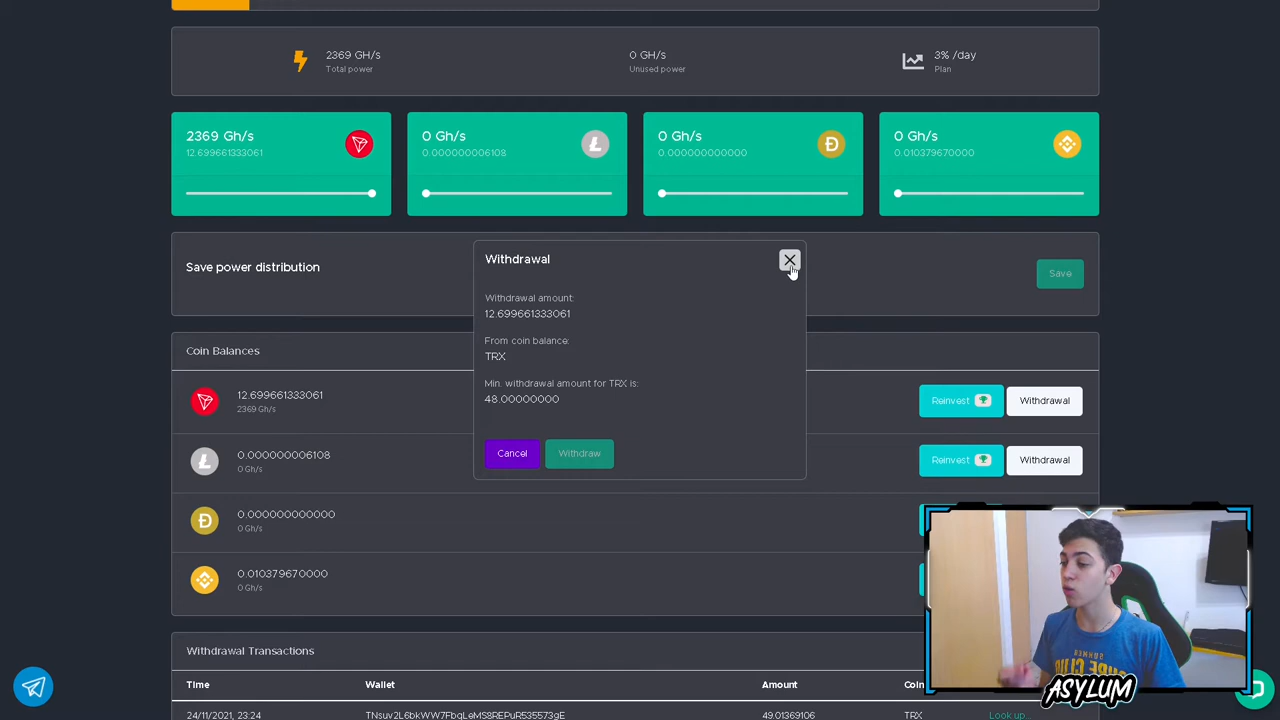 2369 GH/s
Total power
0 GH/s
Unused power
3% /day
Plan
2369 Gh/s
12.699661333061
0 Gh/s
0.000000006108
0 Gh/s
0.000000000000
0 Gh/s
0.010379670000
Save power distribution
Save
Withdrawal
Withdrawal amount:
12.699661333061
From coin balance:
TRX
Min. withdrawal amount for TRX is:
48.00000000
Cancel
Withdraw
Coin Balances
12.699661333061
2369 Gh/s
Reinvest
Withdrawal
0.000000006108
0 Gh/s
Reinvest
Withdrawal
0.000000000000
0 Gh/s
0.010379670000
0 Gh/s
Withdrawal Transactions
Time
Wallet
Amount
Coin
24/11/2021, 23:24
TNsuv2L6bkWW7FbqLeMS8REPuR535573gE
49.01369106
TRX
Look up...
ASYLUM